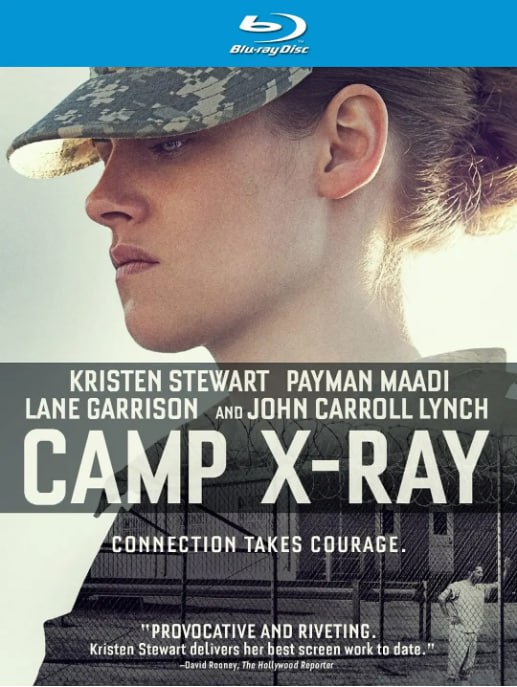 Blu-ray Disc
KRISTEN STEWART PAYMAN MAADI
LANE GARRISON AND JOHN CARROLL LYNCH
CAMP X-RAY
CONNECTION TAKES COURAGE.
"PROVOCATIVE AND RIVETING.
Kristen Stewart delivers her best screen work to date."
–David Rooney, The Hollywood Reporter